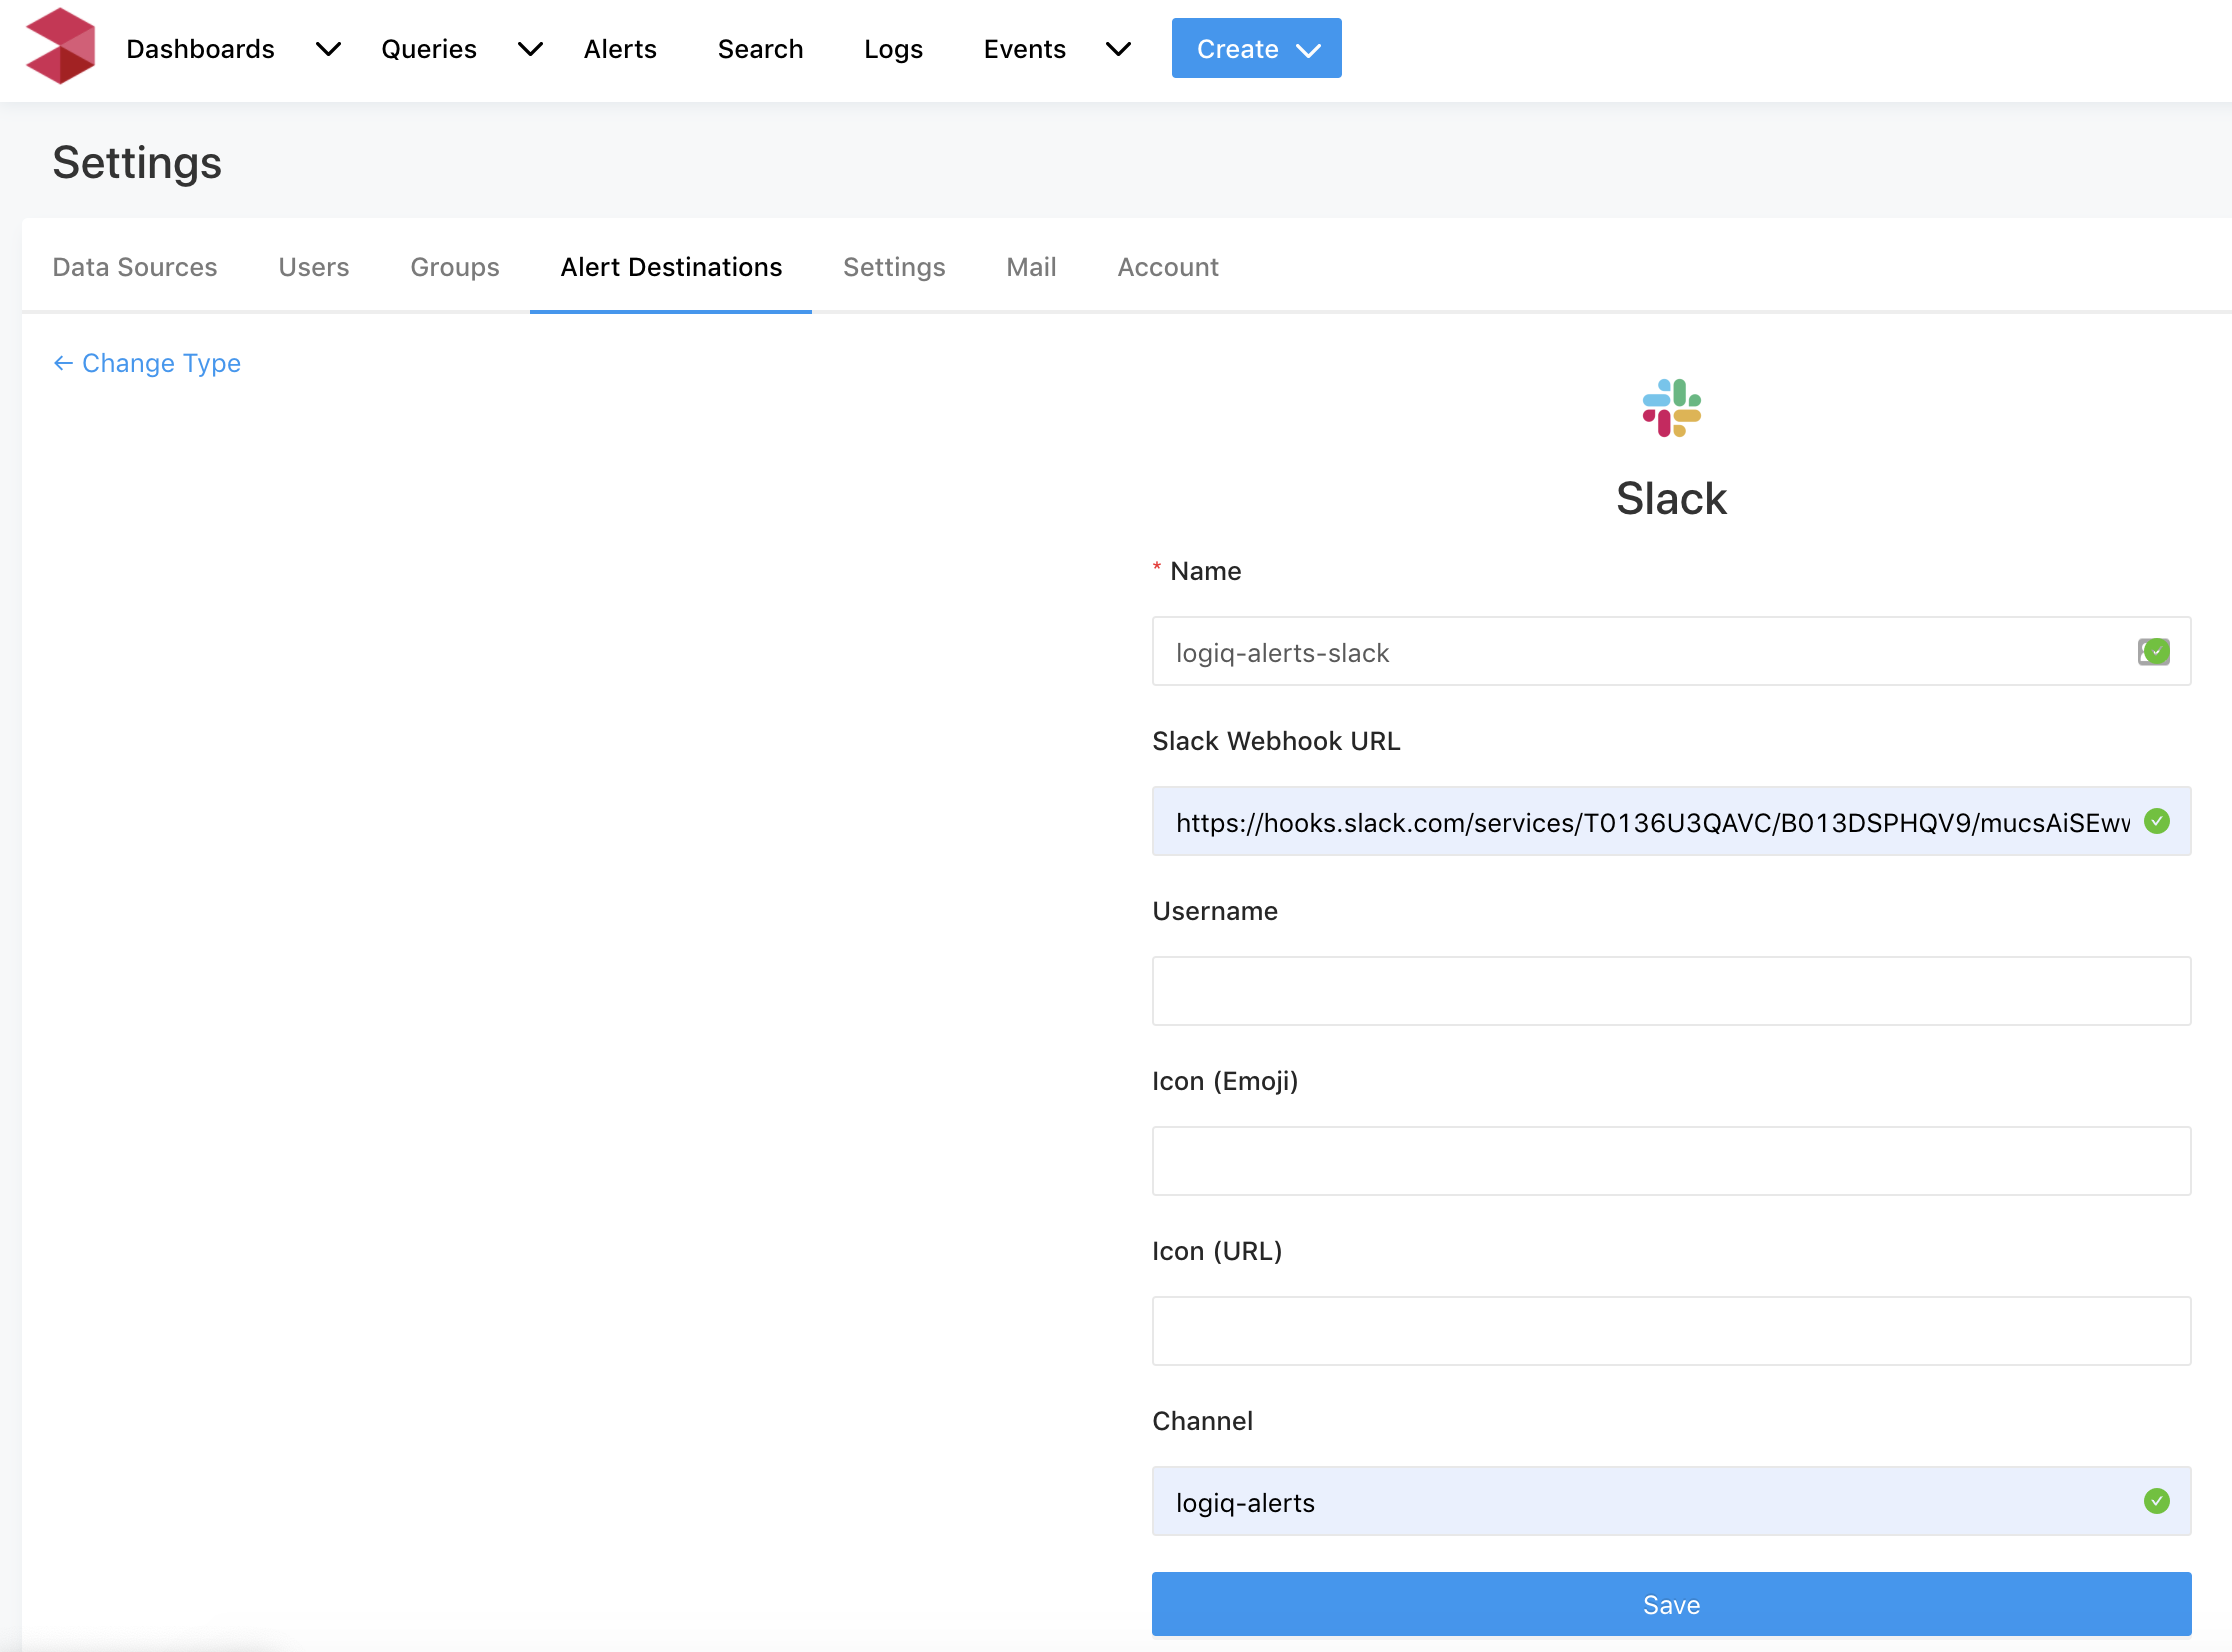 Dashboards Queries Alerts Search Logs Events Create
Settings
Data Sources Users Groups Alert Destinations Settings Mail Account
← Change Type
Slack
* Name
logiq-alerts-slack
Slack Webhook URL
https://hooks.slack.com/services/T0136U3QAVC/B013DSPHQV9/mucsAiSEw
Username
Icon (Emoji)
Icon (URL)
Channel
logiq-alerts
Save